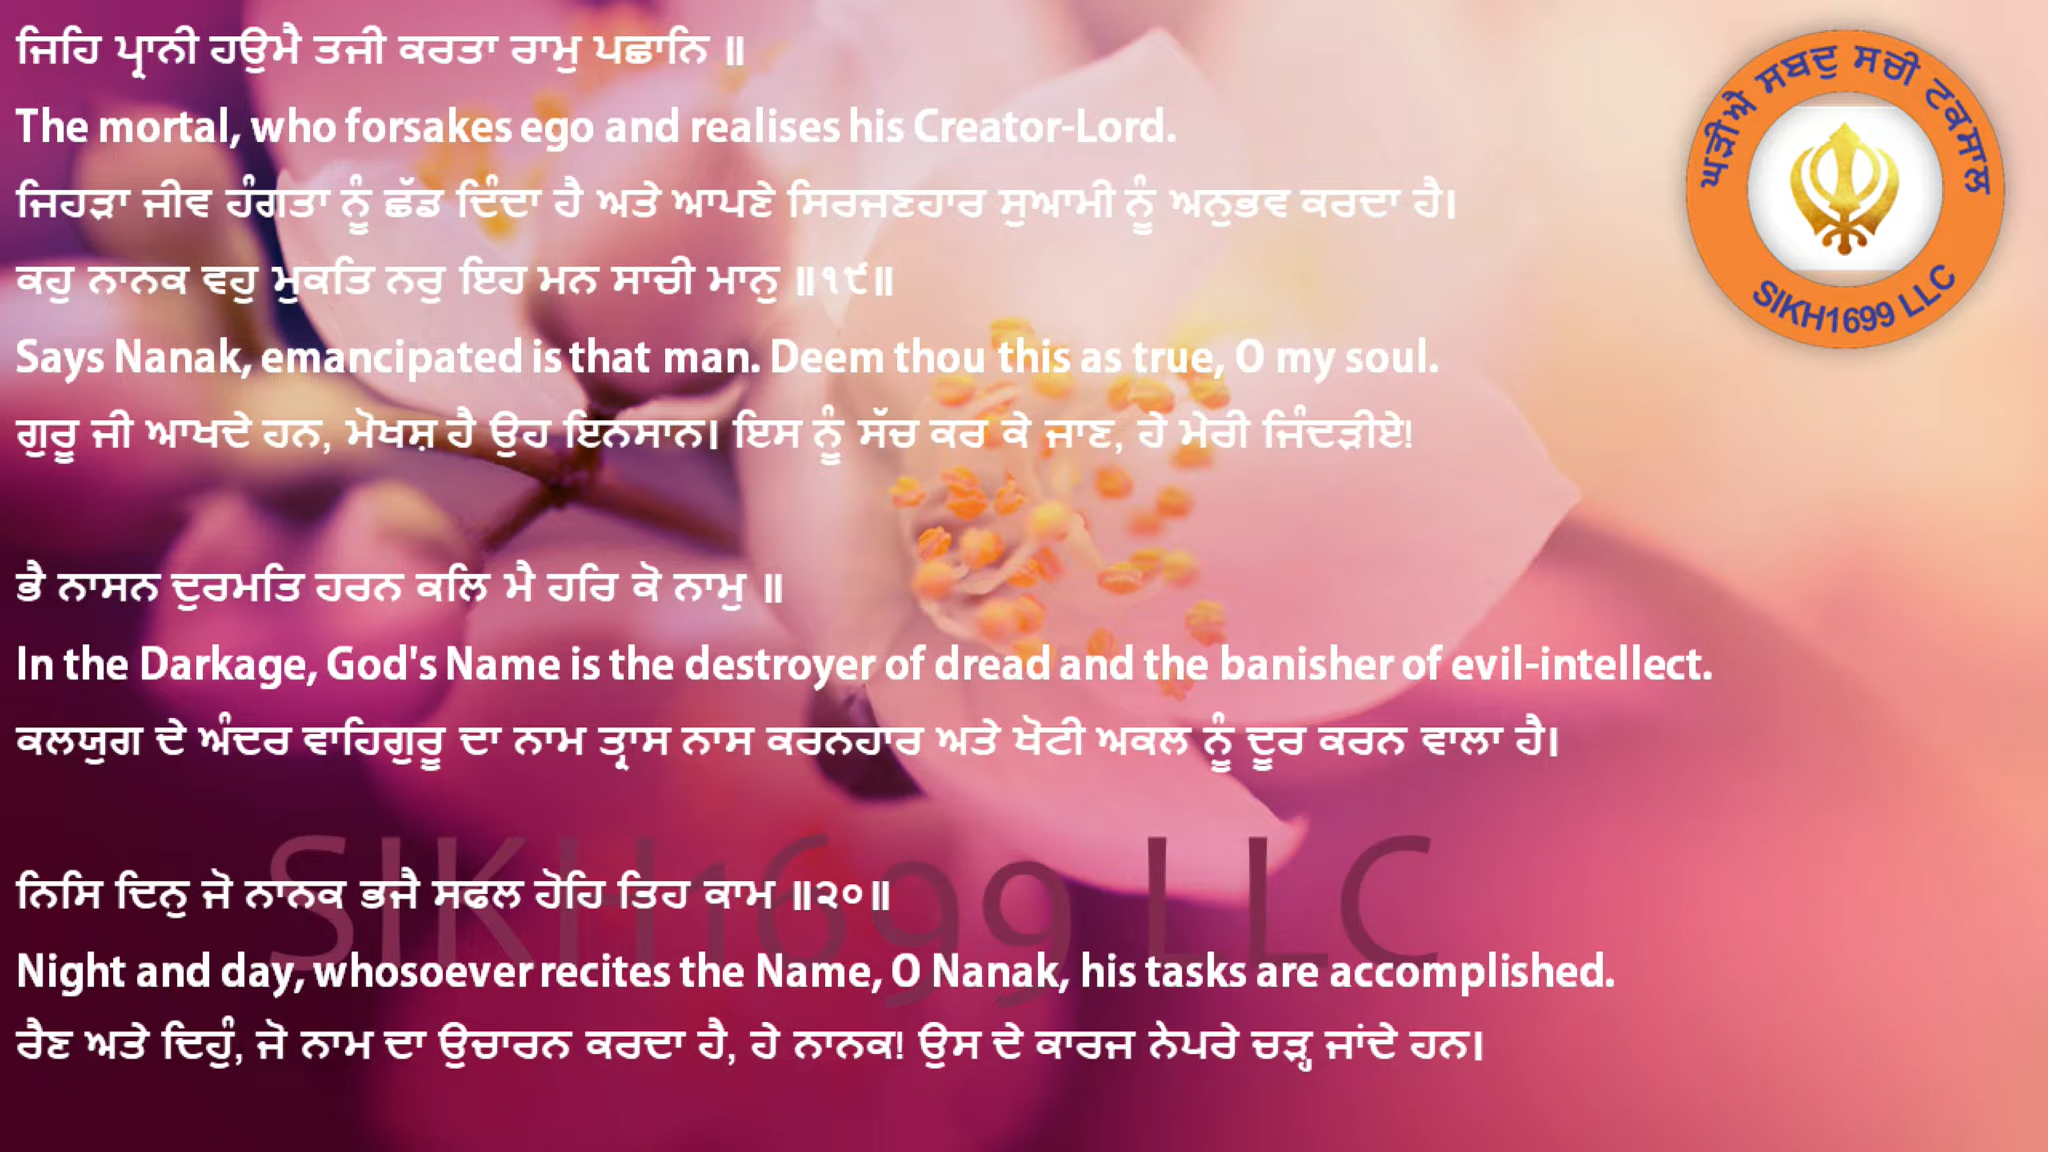 ਜਿਹਿ ਪ੍ਰਾਨੀ ਹਉਮੈ ਤਜੀ ਕਰਤਾ ਰਾਮੁ ਪਛਾਨਿ ॥
The mortal, who forsakes ego and realises his Creator-Lord.
ਜਿਹੜਾ ਜੀਵ ਹੰਗਤਾ ਨੂੰ ਛੱਡ ਦਿੰਦਾ ਹੈ ਅਤੇ ਆਪਣੇ ਸਿਰਜਣਹਾਰ ਸੁਆਮੀ ਨੂੰ ਅਨੁਭਵ ਕਰਦਾ ਹੈ।
ਕਹੁ ਨਾਨਕ ਵਹੁ ਮੁਕਤਿ ਨਰੁ ਇਹ ਮਨ ਸਾਚੀ ਮਾਨੁ ॥੧੯॥
Says Nanak, emancipated is that man. Deem thou this as true, O my soul.
ਗੁਰੂ ਜੀ ਆਖਦੇ ਹਨ, ਮੋਖਸ਼ ਹੈ ਉਹ ਇਨਸਾਨ। ਇਸ ਨੂੰ ਸੱਚ ਕਰ ਕੇ ਜਾਣ, ਹੇ ਮੇਰੀ ਜਿੰਦੜੀਏ!
ਭੈ ਨਾਸਨ ਦੁਰਮਤਿ ਹਰਨ ਕਲਿ ਮੈ ਹਰਿ ਕੋ ਨਾਮੁ ॥
In the Darkage, God's Name is the destroyer of dread and the banisher of evil-intellect.
ਕਲਯੁਗ ਦੇ ਅੰਦਰ ਵਾਹਿਗੁਰੂ ਦਾ ਨਾਮ ਤ੍ਰਾਸ ਨਾਸ ਕਰਨਹਾਰ ਅਤੇ ਖੋਟੀ ਅਕਲ ਨੂੰ ਦੂਰ ਕਰਨ ਵਾਲਾ ਹੈ।
ਨਿਸਿ ਦਿਨੁ ਜੋ ਨਾਨਕ ਭਜੈ ਸਫਲ ਹੋਹਿ ਤਿਹ ਕਾਮ ॥੨੦॥
Night and day, whosoever recites the Name, O Nanak, his tasks are accomplished.
ਰੈਣ ਅਤੇ ਦਿਹੁੰ, ਜੋ ਨਾਮ ਦਾ ਉਚਾਰਨ ਕਰਦਾ ਹੈ, ਹੇ ਨਾਨਕ! ਉਸ ਦੇ ਕਾਰਜ ਨੇਪਰੇ ਚੜ੍ਹ ਜਾਂਦੇ ਹਨ।
ਘੜੀਐ ਸਬਦੁ ਸਚੀ ਟਕਸਾਲ
SIKH1699 LLC
SIKH1699 LLC